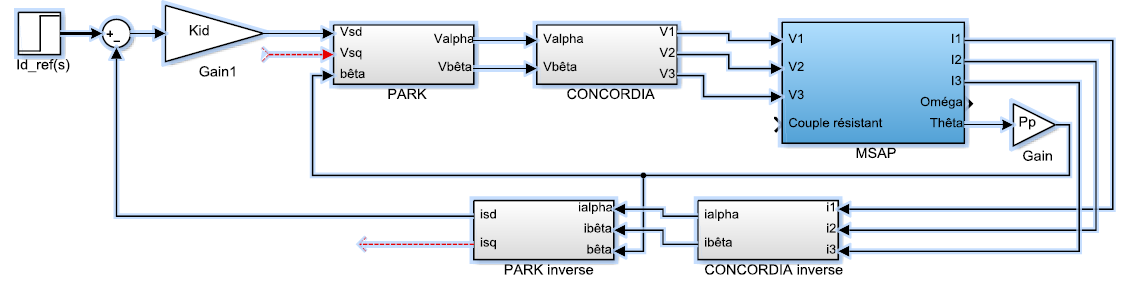 Id_ref(s)
+
−
Kid
Gain1
Vsd
Vsq
bêta
Valpha
Vbêta
PARK
Valpha
Vbêta
V1
V2
V3
CONCORDIA
V1
V2
V3
Couple résistant
I1
I2
I3
Oméga
Thêta
MSAP
Pp
Gain
isd
isq
ialpha
ibêta
bêta
PARK inverse
ialpha
ibêta
i1
i2
i3
CONCORDIA inverse